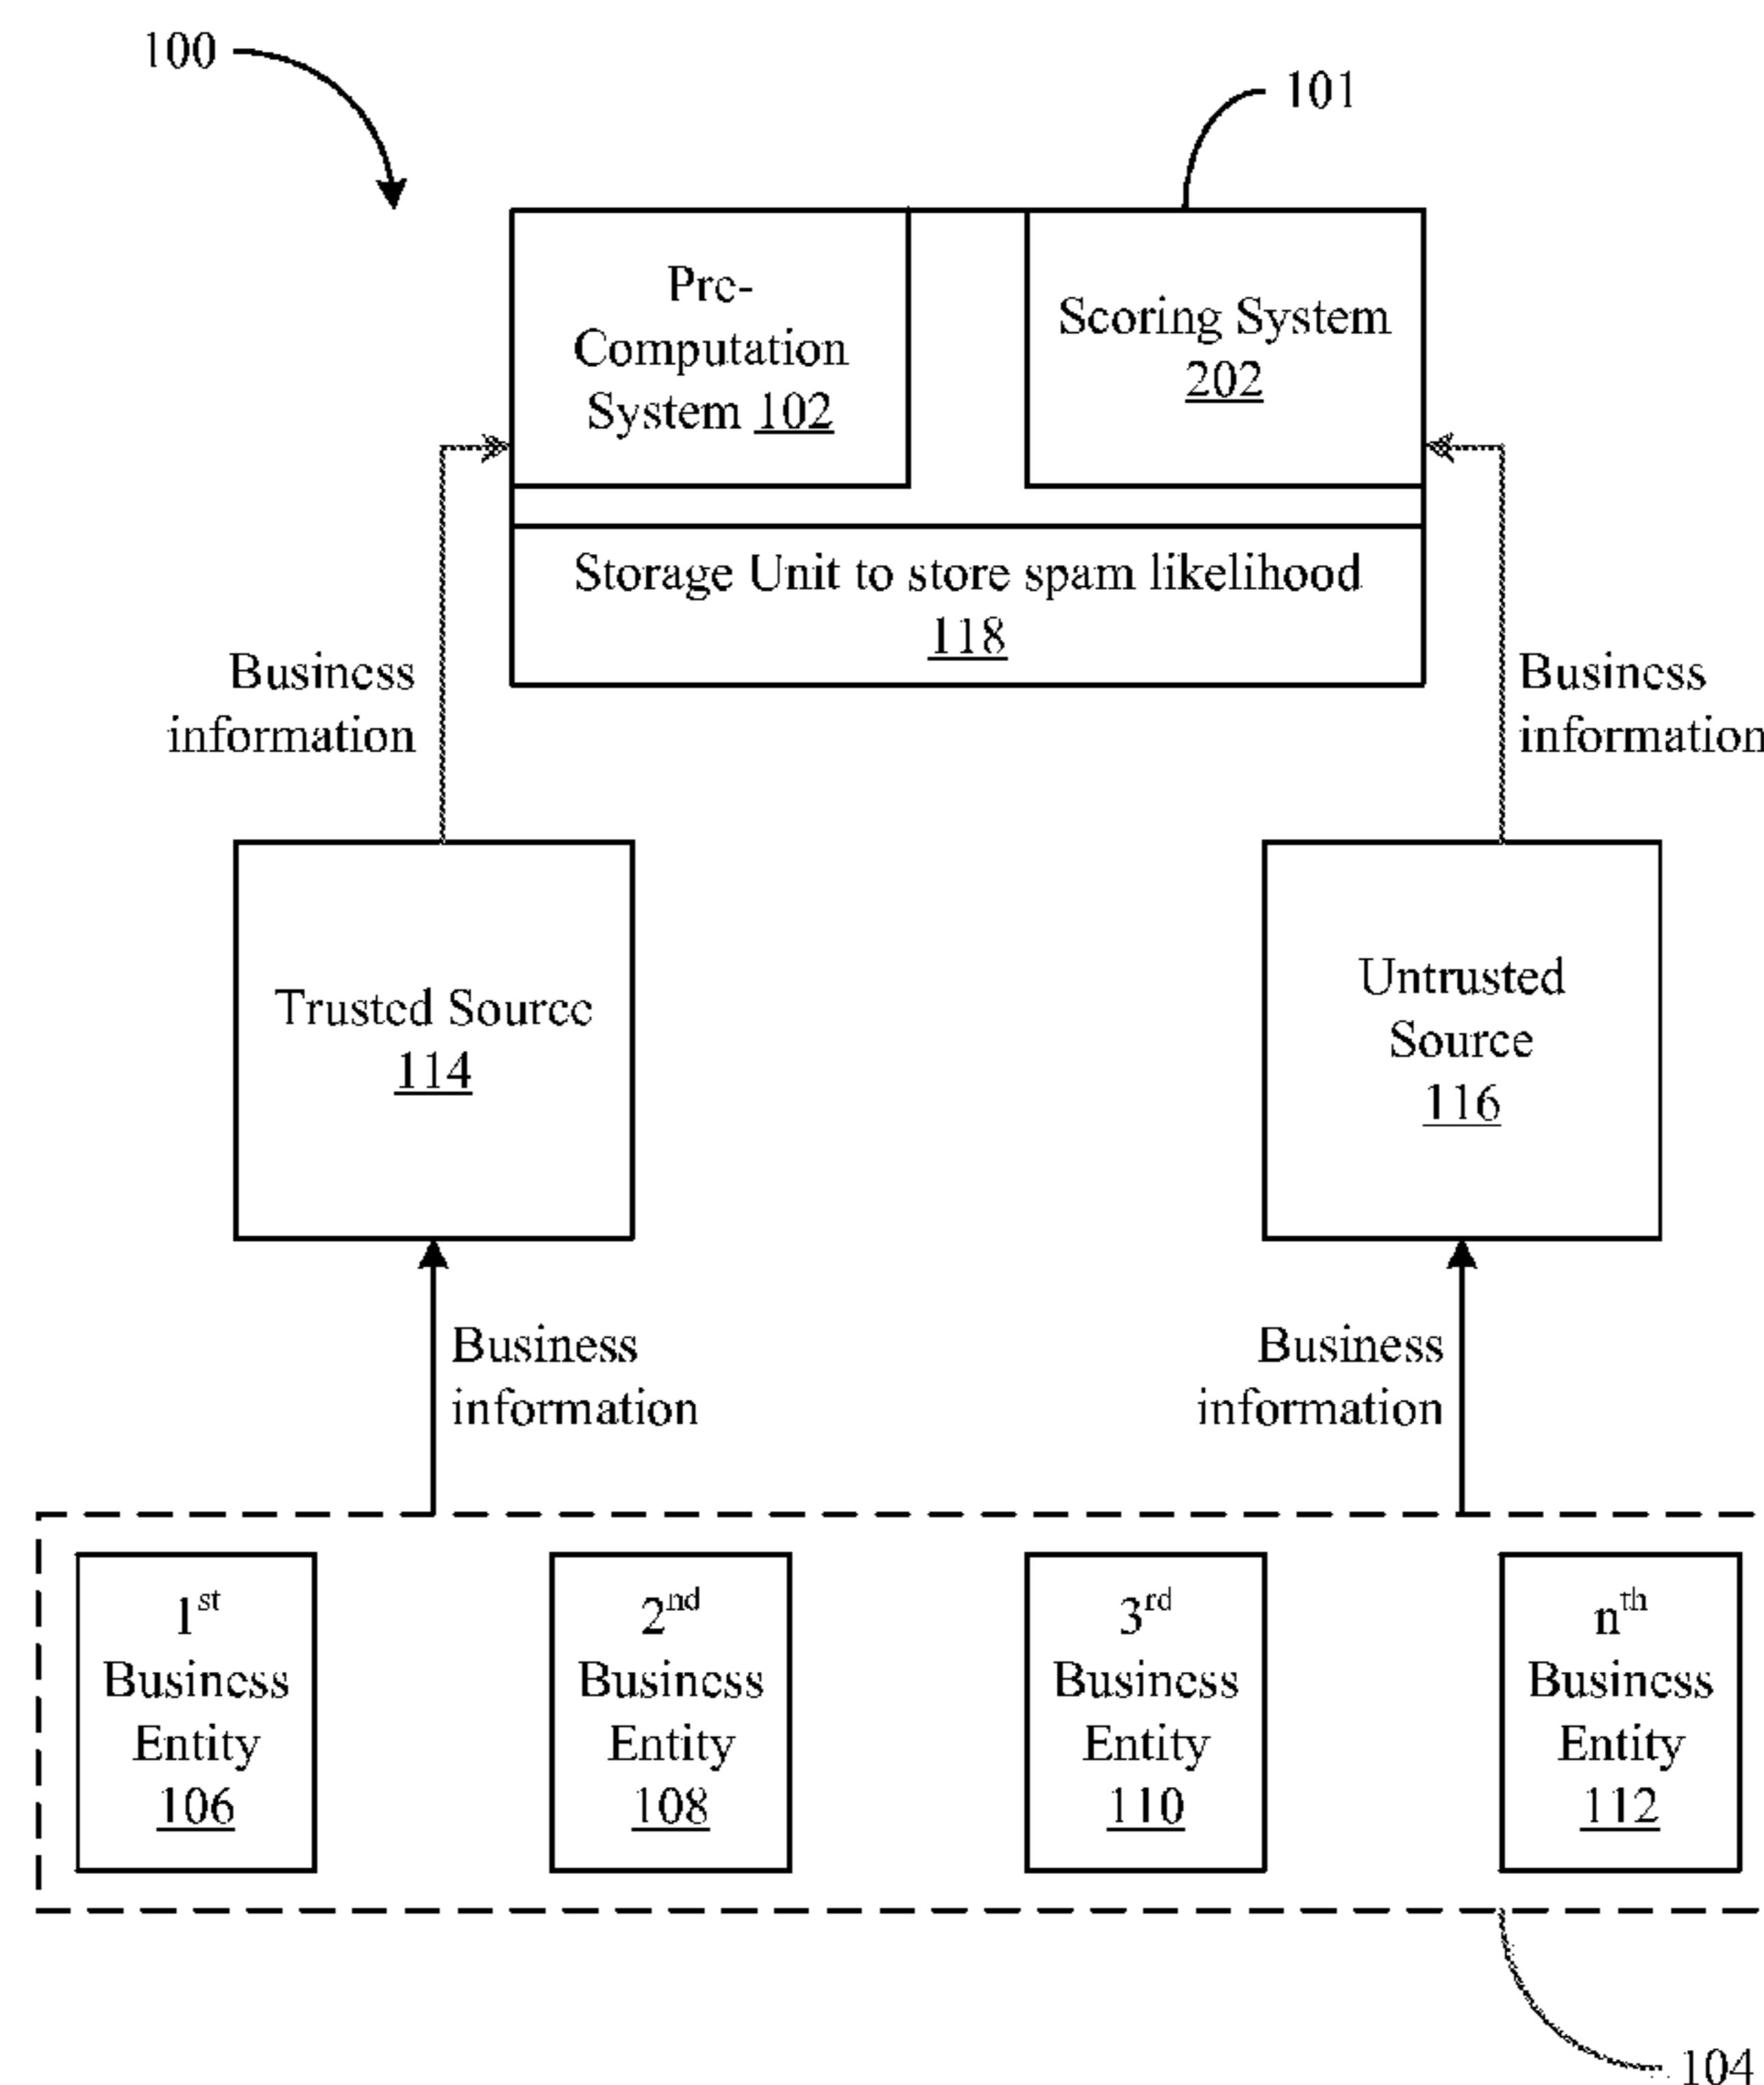 100
101
Pre-
Computation
System 102
Scoring System
202
Storage Unit to store spam likelihood
118
Business
information
Business
information
Trusted Source
114
Untrusted
Source
116
Business
information
Business
information
1st
Business
Entity
106
2nd
Business
Entity
108
3rd
Business
Entity
110
nth
Business
Entity
112
104